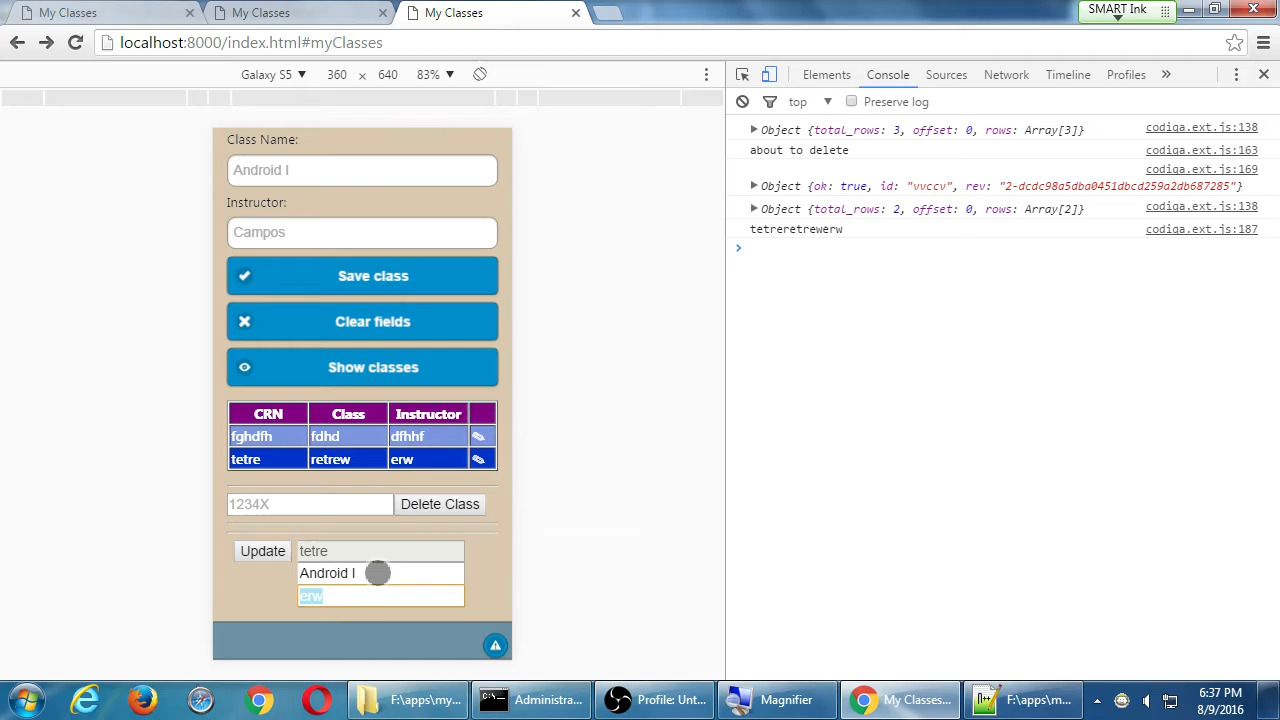 My Classes
My Classes
My Classes
SMART Ink
localhost:8000/index.html#myClasses
Galaxy S5 ▼ 360 × 640 83% ▼
Elements Console Sources Network Timeline Profiles »
top ▼ Preserve log
Object {total_rows: 3, offset: 0, rows: Array[3]} codiqa.ext.js:138
about to delete codiqa.ext.js:163
codiqa.ext.js:169
Object {ok: true, id: "vvccv", rev: "2-dcdc98a5dba0451dbcd259a2db687285"}
Object {total_rows: 2, offset: 0, rows: Array[2]} codiqa.ext.js:138
tetreretrewerw codiqa.ext.js:187
Class Name:
Android I
Instructor:
Campos
Save class
Clear fields
Show classes
CRN Class Instructor
fghdfh fdhd dfhhf
tetre retrew erw
1234X Delete Class
Update tetre
Android I
erw
F:\apps\my... Administra... Profile: Unt... Magnifier My Classes... F:\apps\m...
6:37 PM
8/9/2016